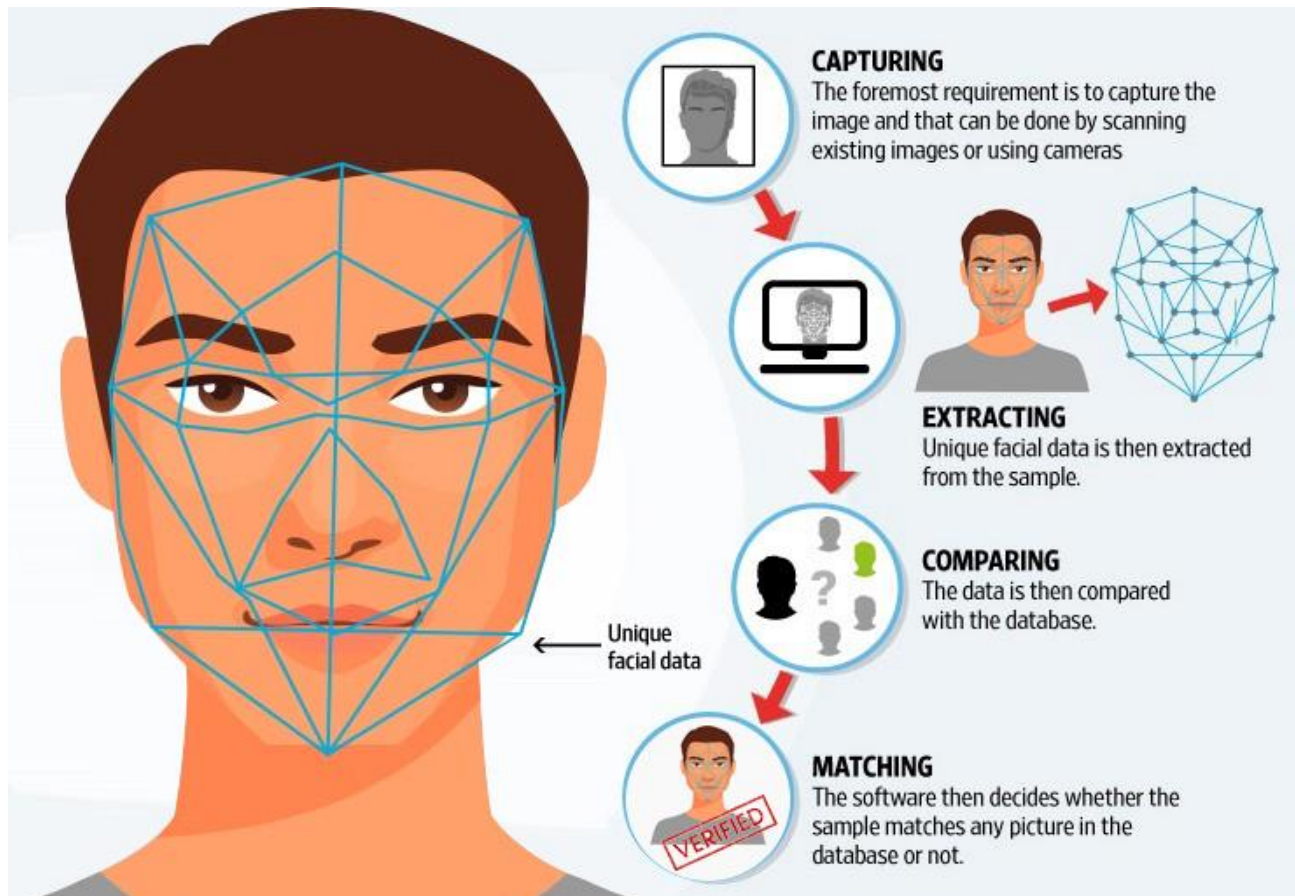 CAPTURING
The foremost requirement is to capture the
image and that can be done by scanning
existing images or using cameras
EXTRACTING
Unique facial data is then extracted
from the sample.
?
COMPARING
The data is then compared
with the database.
Unique
facial data
MATCHING
The software then decides whether the
sample matches any picture in the
database or not.
VERIFIED